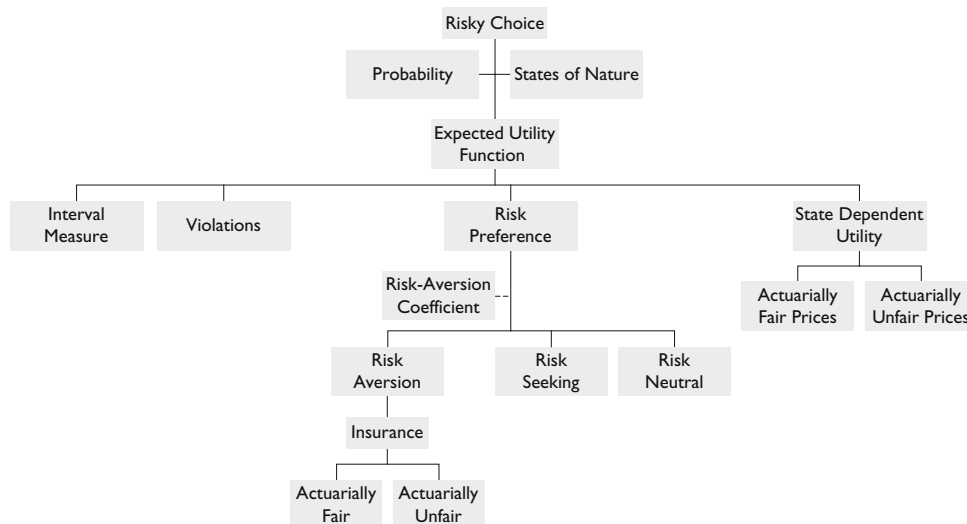 Risky Choice
Probability
States of Nature
Expected Utility
Function
Interval
Measure
Violations
Risk
Preference
State Dependent
Utility
Risk-Aversion
Coefficient
Actuarially
Fair Prices
Actuarially
Unfair Prices
Risk
Aversion
Risk
Seeking
Risk
Neutral
Insurance
Actuarially
Fair
Actuarially
Unfair